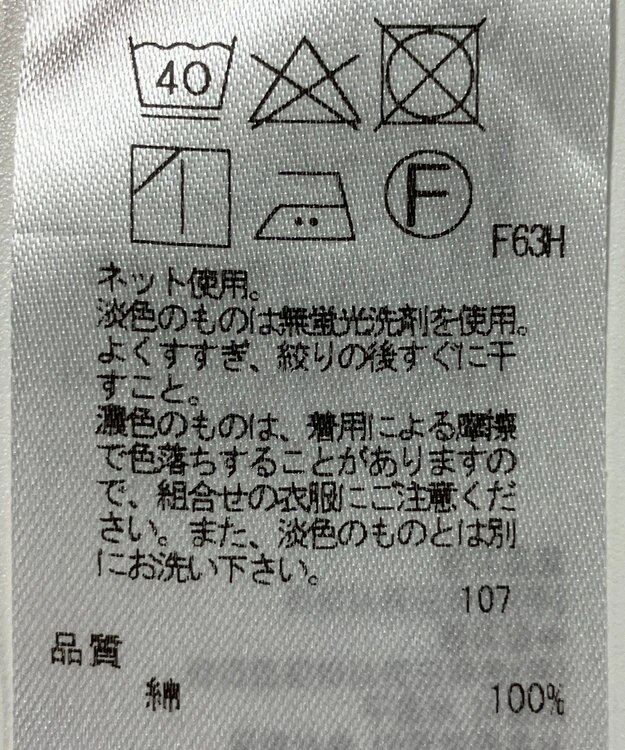 40
F
F63H
ネット使用。
淡色のものは無蛍光洗剤を使用。
よくすすぎ、絞りの後すぐに干
すこと。
濃色のものは、着用による摩擦
で色落ちすることがありますの
で、組合せの衣服にご注意くだ
さい。また、淡色のものとは別
にお洗い下さい。
107
品質
綿 100%